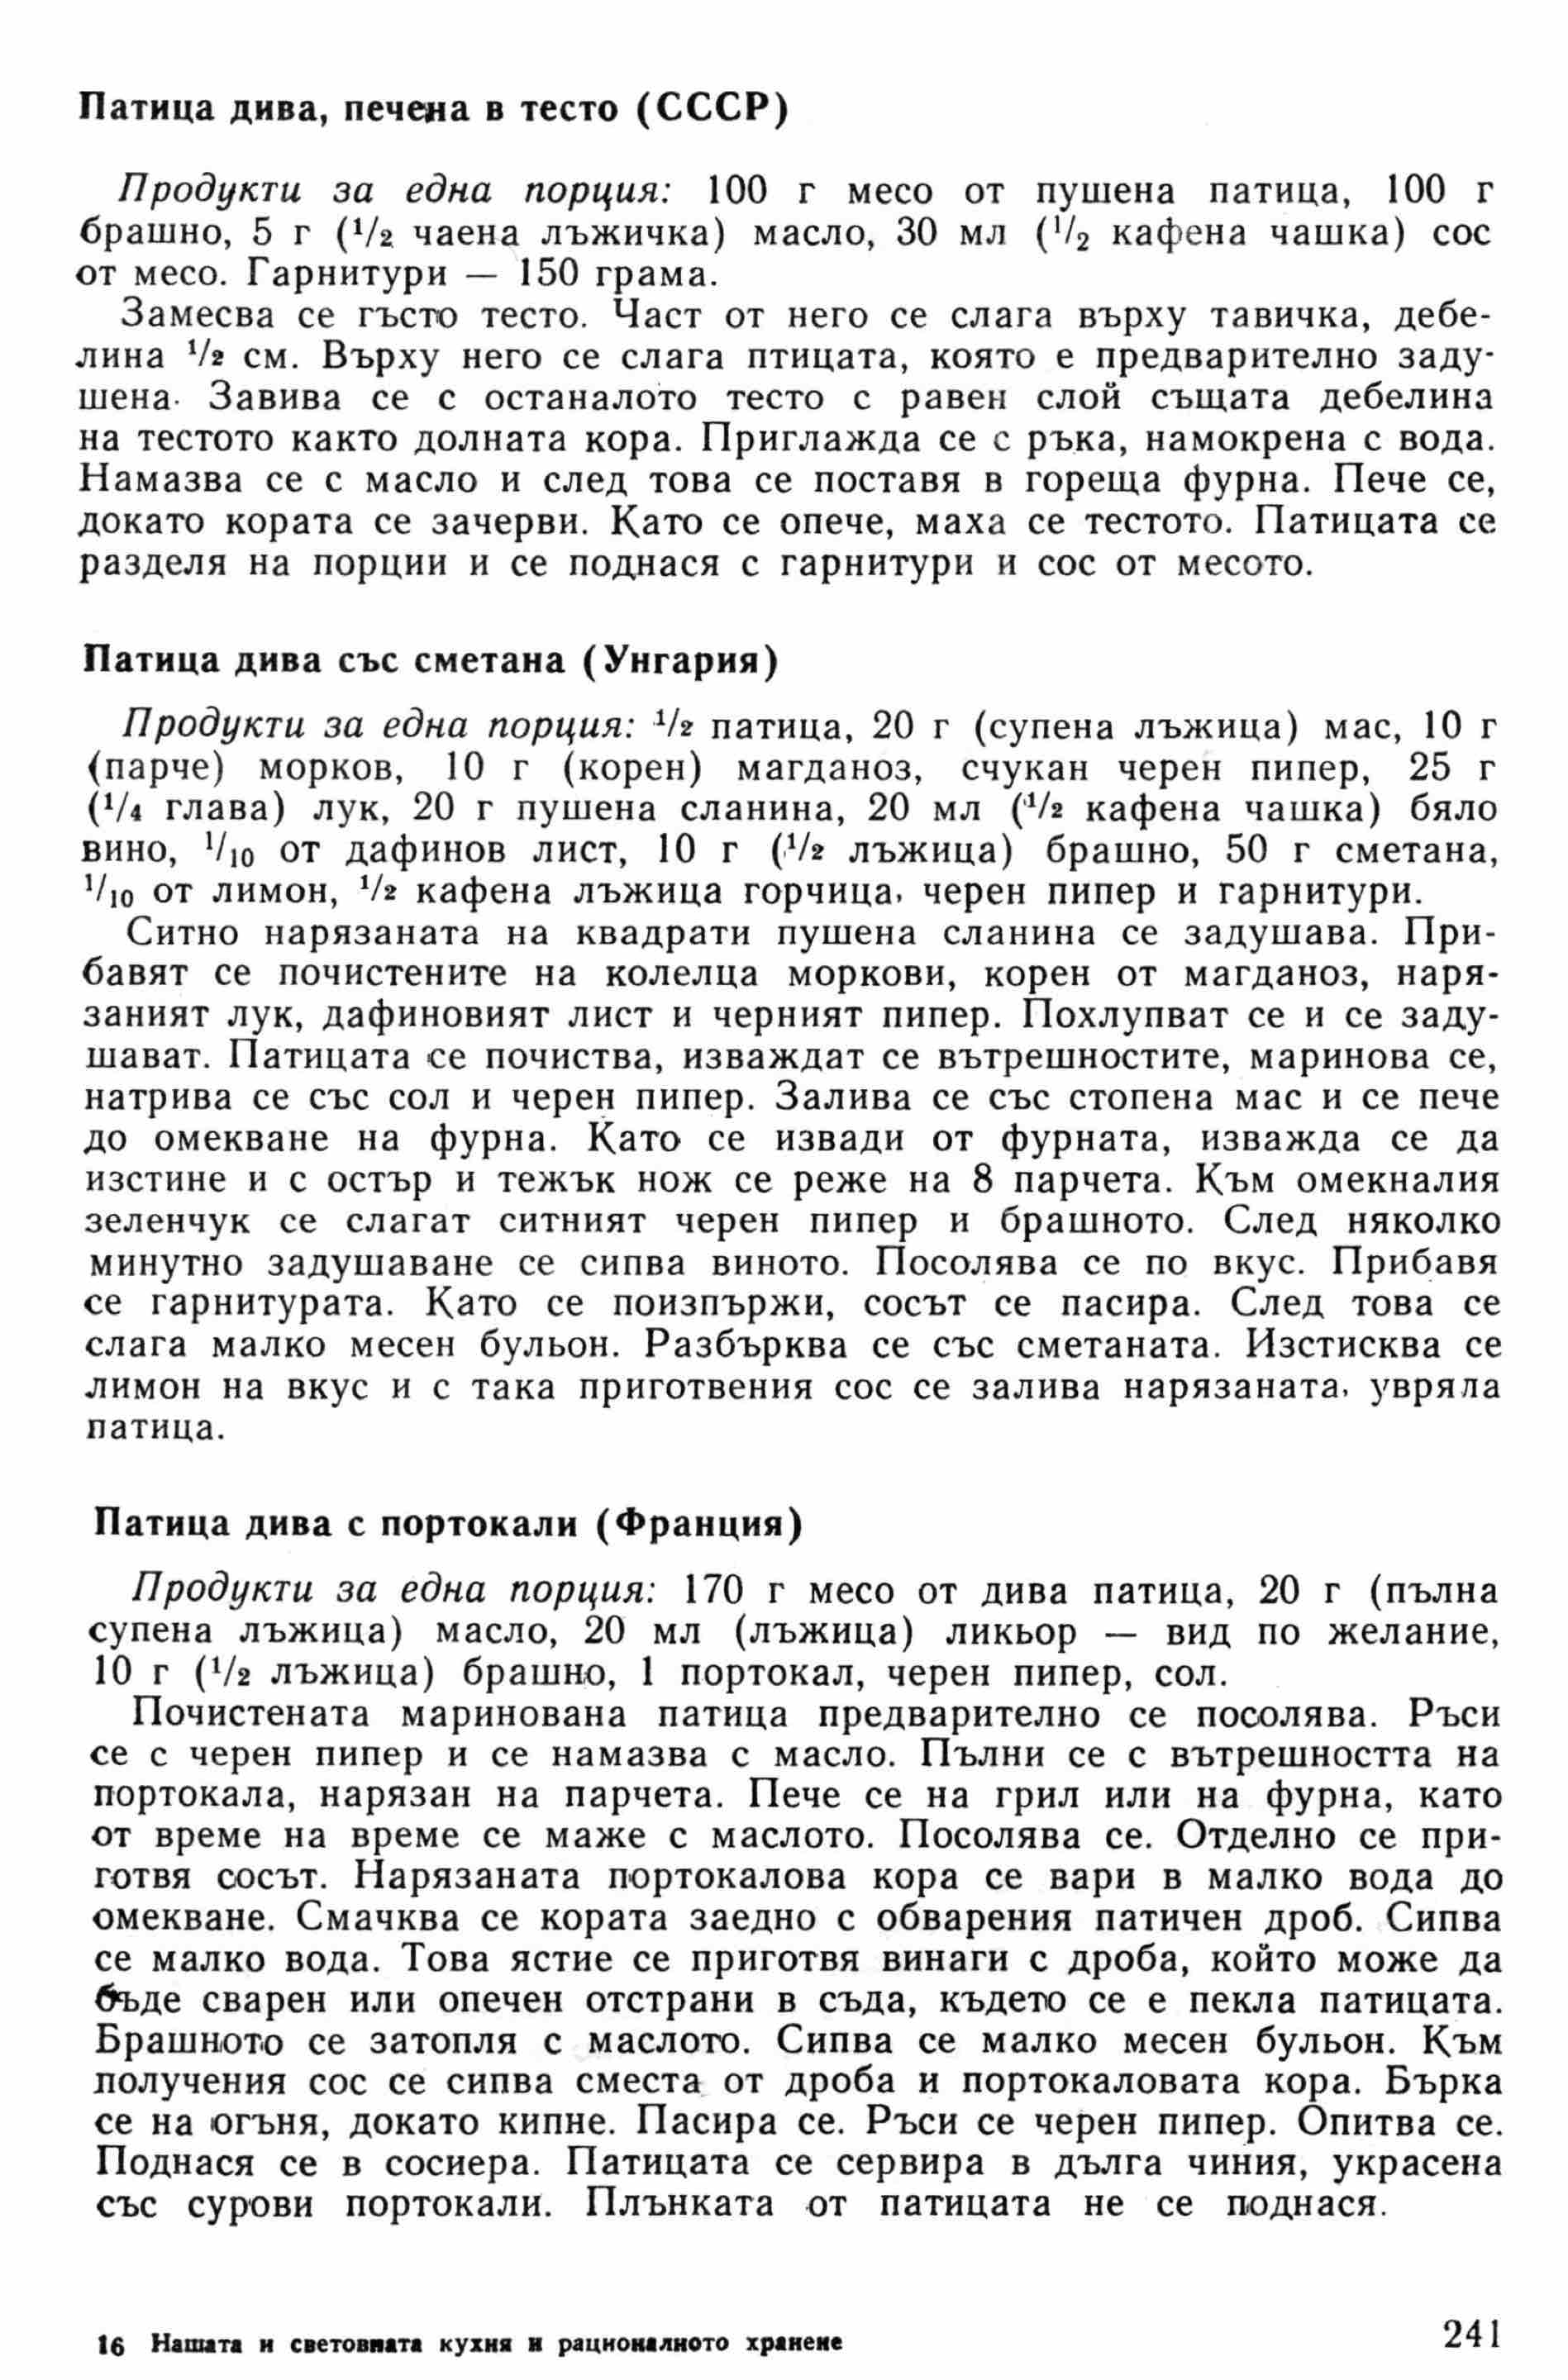 Патица дива, печена в тесто (СССР)
Продукти за една порция: 100 г месо от пушена патица, 100 г
брашно, 5 г (1/2 чаена лъжичка) масло, 30 мл (1/2 кафена чашка) сос
от месо. Гарнитури — 150 грама.
Замесва се гъсто тесто. Част от него се слага върху тавичка, дебе-
лина 1/2 см. Върху него се слага птицата, която е предварително заду-
шена. Завива се с останалото тесто с равен слой същата дебелина
на тестото както долната кора. Приглажда се с ръка, намокрена с вода.
Намазва се с масло и след това се поставя в гореща фурна. Пече се,
докато кората се зачерви. Като се опече, маха се тестото. Патицата се
разделя на порции и се поднася с гарнитури и сос от месото.
Патица дива със сметана (Унгария)
Продукти за една порция: 1/2 патица, 20 г (супена лъжица) мас, 10 г
(парче) морков, 10 г (корен) магданоз, счукан черен пипер, 25 г
(1/4 глава) лук, 20 г пушена сланина, 20 мл (1/2 кафена чашка) бяло
вино, 1/10 от дафинов лист, 10 г (1/2 лъжица) брашно, 50 г сметана,
1/10 от лимон, 1/2 кафена лъжица горчица, черен пипер и гарнитури.
Ситно нарязаната на квадрати пушена сланина се задушава. При-
бавят се почистените на колелца моркови, корен от магданоз, наря-
заният лук, дафиновият лист и черният пипер. Похлупват се и се заду-
шават. Патицата се почиства, изваждат се вътрешностите, маринова се,
натрива се със сол и черен пипер. Залива се със стопена мас и се пече
до омекване на фурна. Като се извади от фурната, изважда се да
изстине и с остър и тежък нож се реже на 8 парчета. Към омекналия
зеленчук се слагат ситният черен пипер и брашното. След няколко
минутно задушаване се сипва виното. Посолява се по вкус. Прибавя
се гарнитурата. Като се поизпържи, сосът се пасира. След това се
слага малко месен бульон. Разбърква се със сметаната. Изстисква се
лимон на вкус и с така приготвения сос се залива нарязаната, увряла
патица.
Патица дива с портокали (Франция)
Продукти за една порция: 170 г месо от дива патица, 20 г (пълна
супена лъжица) масло, 20 мл (лъжица) ликьор — вид по желание,
10 г (1/2 лъжица) брашно, 1 портокал, черен пипер, сол.
Почистената маринована патица предварително се посолява. Ръси
се с черен пипер и се намазва с масло. Пълни се с вътрешността на
портокала, нарязан на парчета. Пече се на грил или на фурна, като
от време на време се маже с маслото. Посолява се. Отделно се при-
готвя сосът. Нарязаната портокалова кора се вари в малко вода до
омекване. Смачква се кората заедно с обварения патичен дроб. Сипва
се малко вода. Това ястие се приготвя винаги с дроба, който може да
бъде сварен или опечен отстрани в съда, където се е пекла патицата.
Брашното се затопля с маслото. Сипва се малко месен бульон. Към
получения сос се сипва сместа от дроба и портокаловата кора. Бърка
се на огъня, докато кипне. Пасира се. Ръси се черен пипер. Опитва се.
Поднася се в сосиера. Патицата се сервира в дълга чиния, украсена
със сурови портокали. Плънката от патицата не се поднася.
16 Нашата и световната кухня и рационалното хранене
241